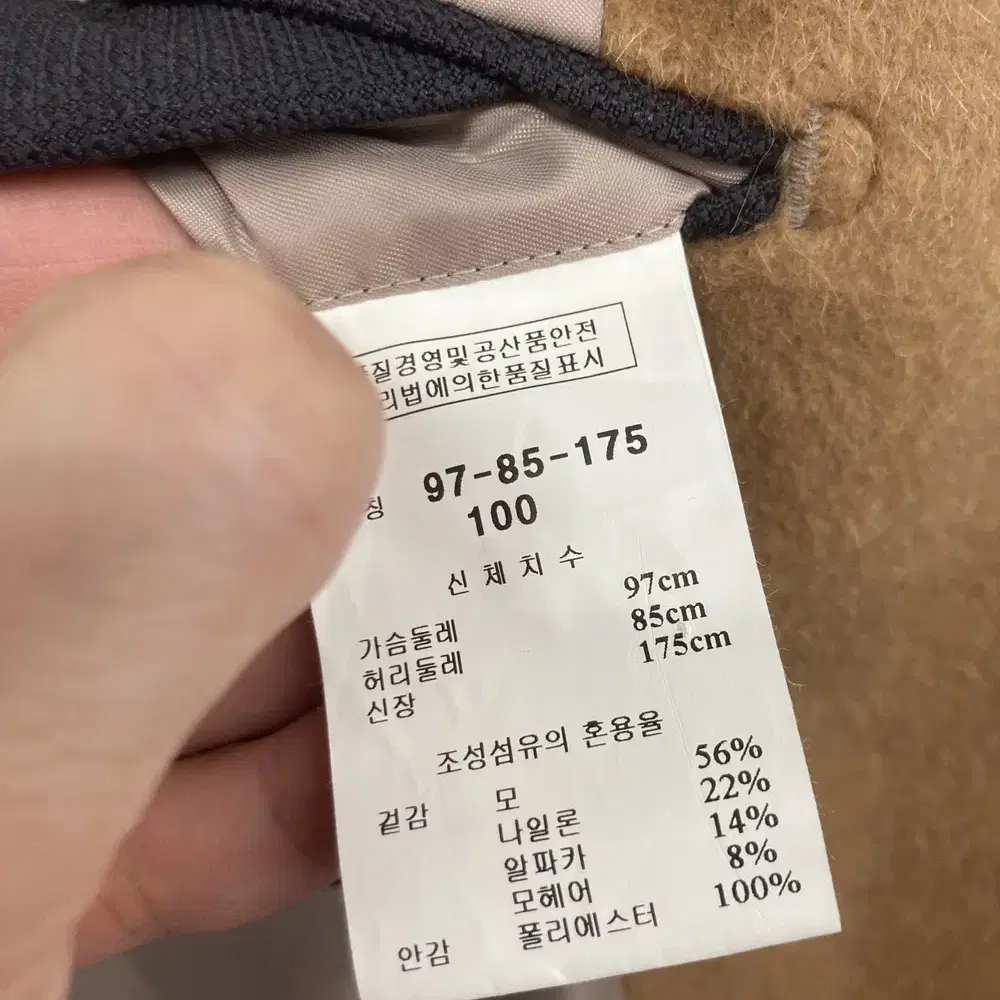 질경영및공산품안전
리법에의한품질표시
칭 97-85-175
100
신체치수
가슴둘레 97cm
허리둘레 85cm
신장 175cm
조성섬유의 혼용율
겉감 모 56%
나일론 22%
알파카 14%
모헤어 8%
안감 폴리에스터 100%